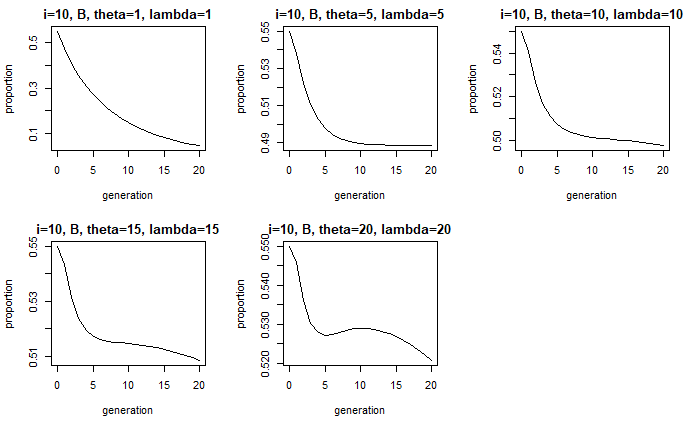 i=10, B, theta=1, lambda=1
proportion
0.5
0.3
0.1
0 5 10 15 20
generation
i=10, B, theta=5, lambda=5
proportion
0.55
0.53
0.51
0.49
0 5 10 15 20
generation
i=10, B, theta=10, lambda=10
proportion
0.54
0.52
0.50
0 5 10 15 20
generation
i=10, B, theta=15, lambda=15
proportion
0.55
0.53
0.51
0 5 10 15 20
generation
i=10, B, theta=20, lambda=20
proportion
0.550
0.540
0.530
0.520
0 5 10 15 20
generation